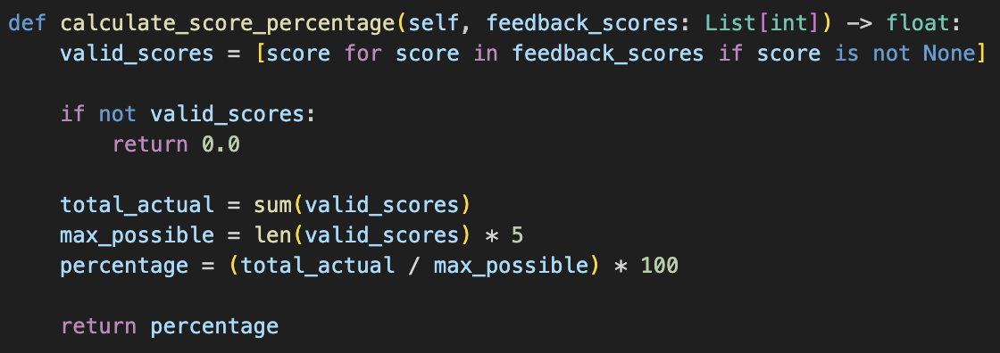 def calculate_score_percentage(self, feedback_scores: List[int]) -> float:
    valid_scores = [score for score in feedback_scores if score is not None]

    if not valid_scores:
        return 0.0

    total_actual = sum(valid_scores)
    max_possible = len(valid_scores) * 5
    percentage = (total_actual / max_possible) * 100

    return percentage